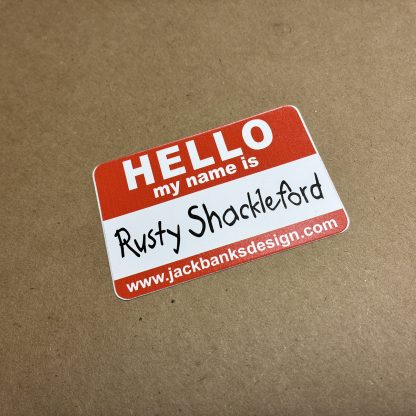 HELLO
my name is
Rusty Shackleford
www.jackbanksdesign.com